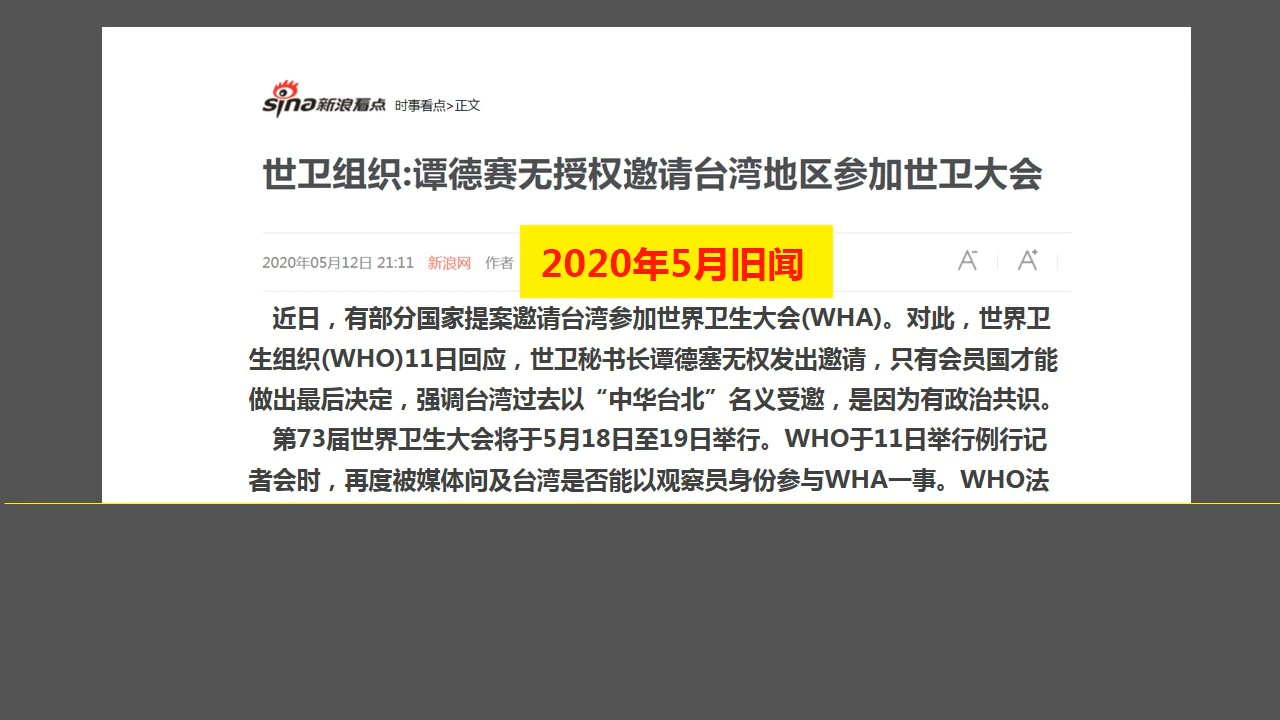 sina新浪看点 时事看点>正文
世卫组织:谭德赛无授权邀请台湾地区参加世卫大会
2020年05月12日 21:11 新浪网 作者
2020年5月旧闻
A- A+
近日，有部分国家提案邀请台湾参加世界卫生大会(WHA)。对此，世界卫
生组织(WHO)11日回应，世卫秘书长谭德塞无权发出邀请，只有会员国才能
做出最后决定，强调台湾过去以“中华台北”名义受邀，是因为有政治共识。
第73届世界卫生大会将于5月18日至19日举行。WHO于11日举行例行记
者会时，再度被媒体问及台湾是否能以观察员身份参与WHA一事。WHO法